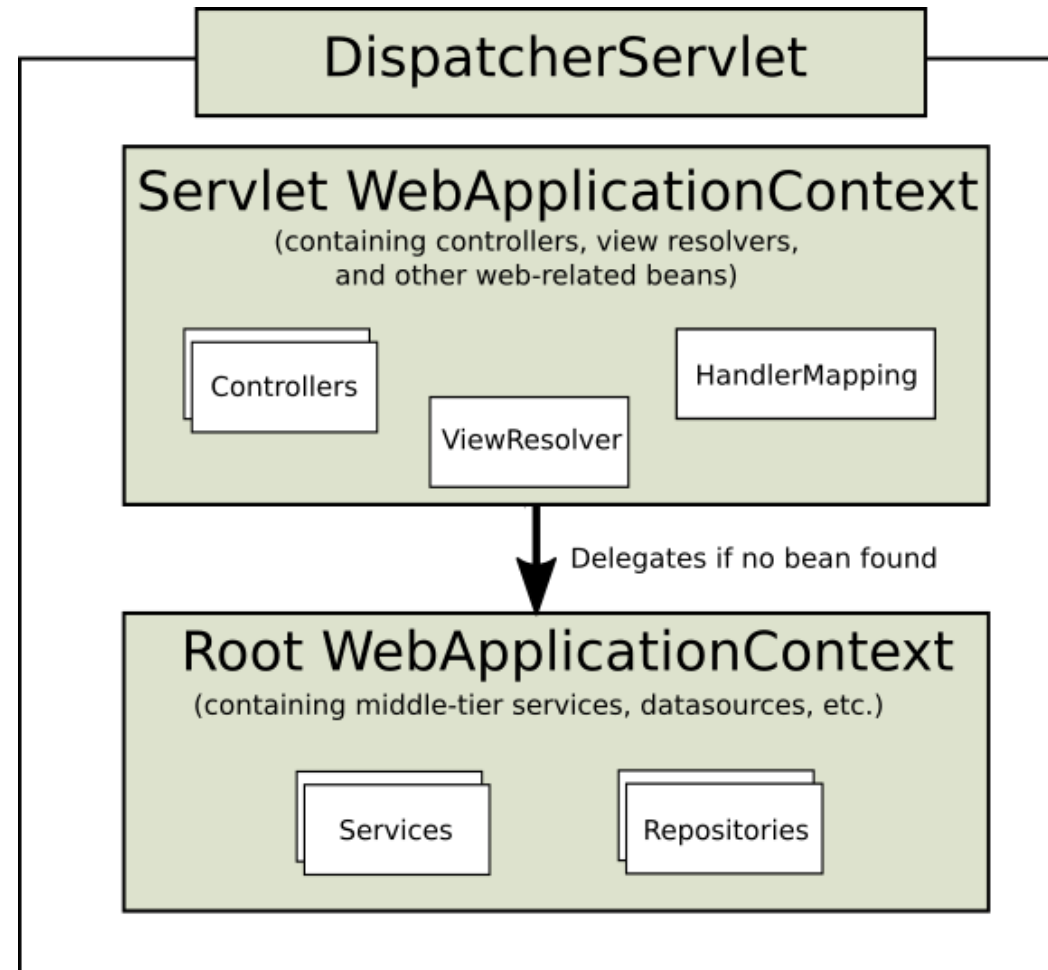 DispatcherServlet
Servlet WebApplicationContext
(containing controllers, view resolvers,
and other web-related beans)
Controllers
HandlerMapping
ViewResolver
Delegates if no bean found
Root WebApplicationContext
(containing middle-tier services, datasources, etc.)
Services
Repositories